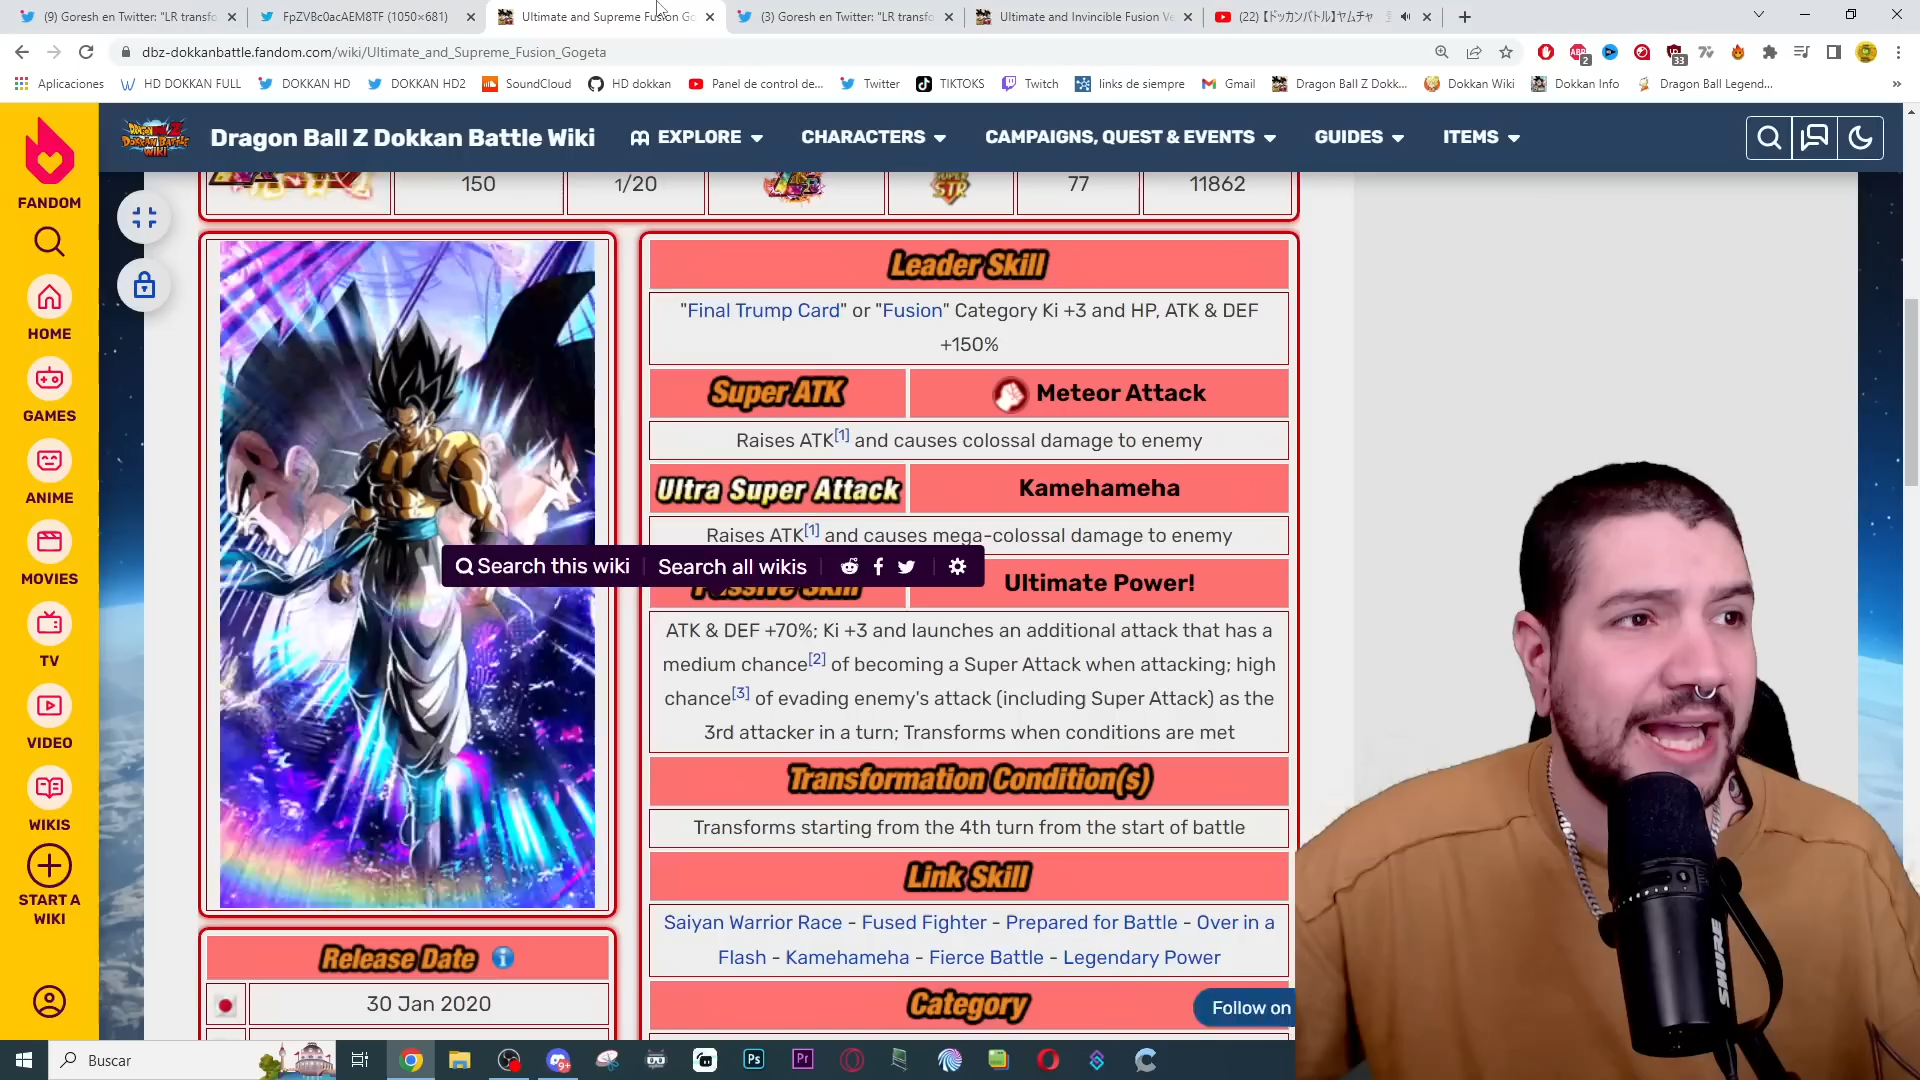 (9) Goresh en Twitter: "LR transfo
FpZVBc0acAEM8TF (1050×681)
Ultimate and Supreme Fusion Go
(3) Goresh en Twitter: "LR transfo
Ultimate and Invincible Fusion Ve
(22) 【ドッカンバトル】ヤムチャ
dbz-dokkanbattle.fandom.com/wiki/Ultimate_and_Supreme_Fusion_Gogeta
Aplicaciones
HD DOKKAN FULL
DOKKAN HD
DOKKAN HD2
SoundCloud
HD dokkan
Panel de control de...
Twitter
TIKTOKS
Twitch
links de siempre
Gmail
Dragon Ball Z Dokk...
Dokkan Wiki
Dokkan Info
Dragon Ball Legend...
Dragon Ball Z Dokkan Battle Wiki
EXPLORE
CHARACTERS
CAMPAIGNS, QUEST & EVENTS
GUIDES
ITEMS
FANDOM
HOME
GAMES
ANIME
MOVIES
TV
VIDEO
WIKIS
START A
WIKI
150
1/20
SUPER
STR
77
11862
Leader Skill
"Final Trump Card" or "Fusion" Category Ki +3 and HP, ATK & DEF
+150%
Super ATK
Meteor Attack
Raises ATK[1] and causes colossal damage to enemy
Ultra Super Attack
Kamehameha
Raises ATK[1] and causes mega-colossal damage to enemy
Search this wiki
Search all wikis
Passive Skill
Ultimate Power!
ATK & DEF +70%; Ki +3 and launches an additional attack that has a
medium chance[2] of becoming a Super Attack when attacking; high
chance[3] of evading enemy's attack (including Super Attack) as the
3rd attacker in a turn; Transforms when conditions are met
Transformation Condition(s)
Transforms starting from the 4th turn from the start of battle
Link Skill
Saiyan Warrior Race - Fused Fighter - Prepared for Battle - Over in a
Flash - Kamehameha - Fierce Battle - Legendary Power
Category
Release Date
30 Jan 2020
Follow on
SHURE
Buscar